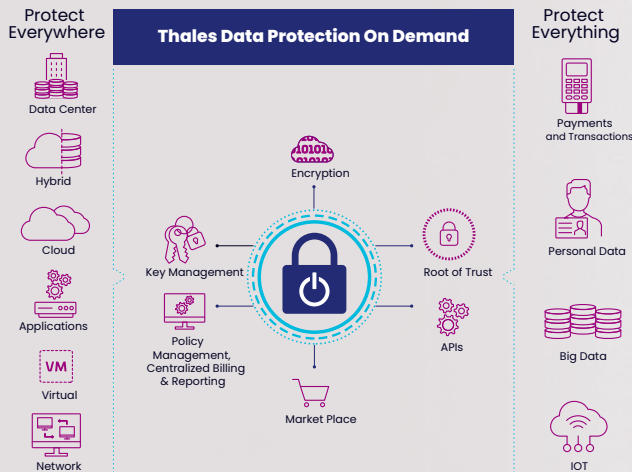 Protect
Everywhere
Data Center
Hybrid
Cloud
Applications
VM
Virtual
Network
Thales Data Protection On Demand
10101
01010
Encryption
Key Management
Root of Trust
Policy
Management,
Centralized Billing
& Reporting
APIs
Market Place
Protect
Everything
Payments
and Transactions
Personal Data
Big Data
IOT